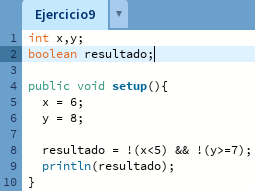 Ejercicio9
1 int x,y;
2 boolean resultado;
3
4 public void setup(){
5 x = 6;
6 y = 8;
7
8 resultado = !(x<5) && !(y>=7);
9 println(resultado);
10 }